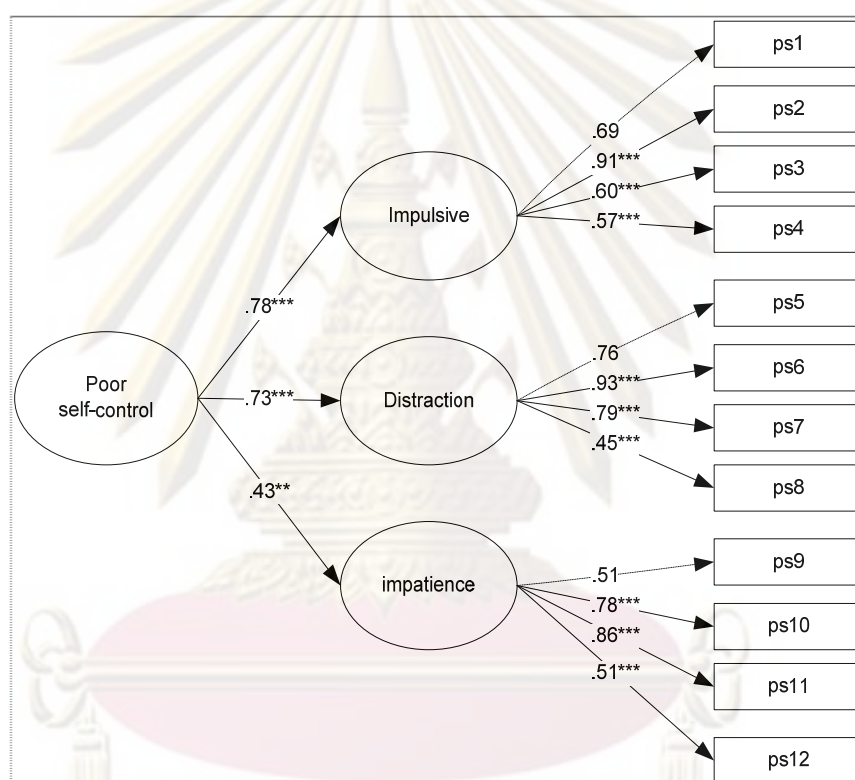 ps1
ps2
.69
.91***
ps3
.60***
Impulsive
.57***
ps4
.78***
ps5
.76
ps6
.93***
Poor
self-control
.73***
Distraction
.79***
ps7
.45***
ps8
.43**
ps9
.51
impatience
.78***
ps10
.86***
.51***
ps11
ps12